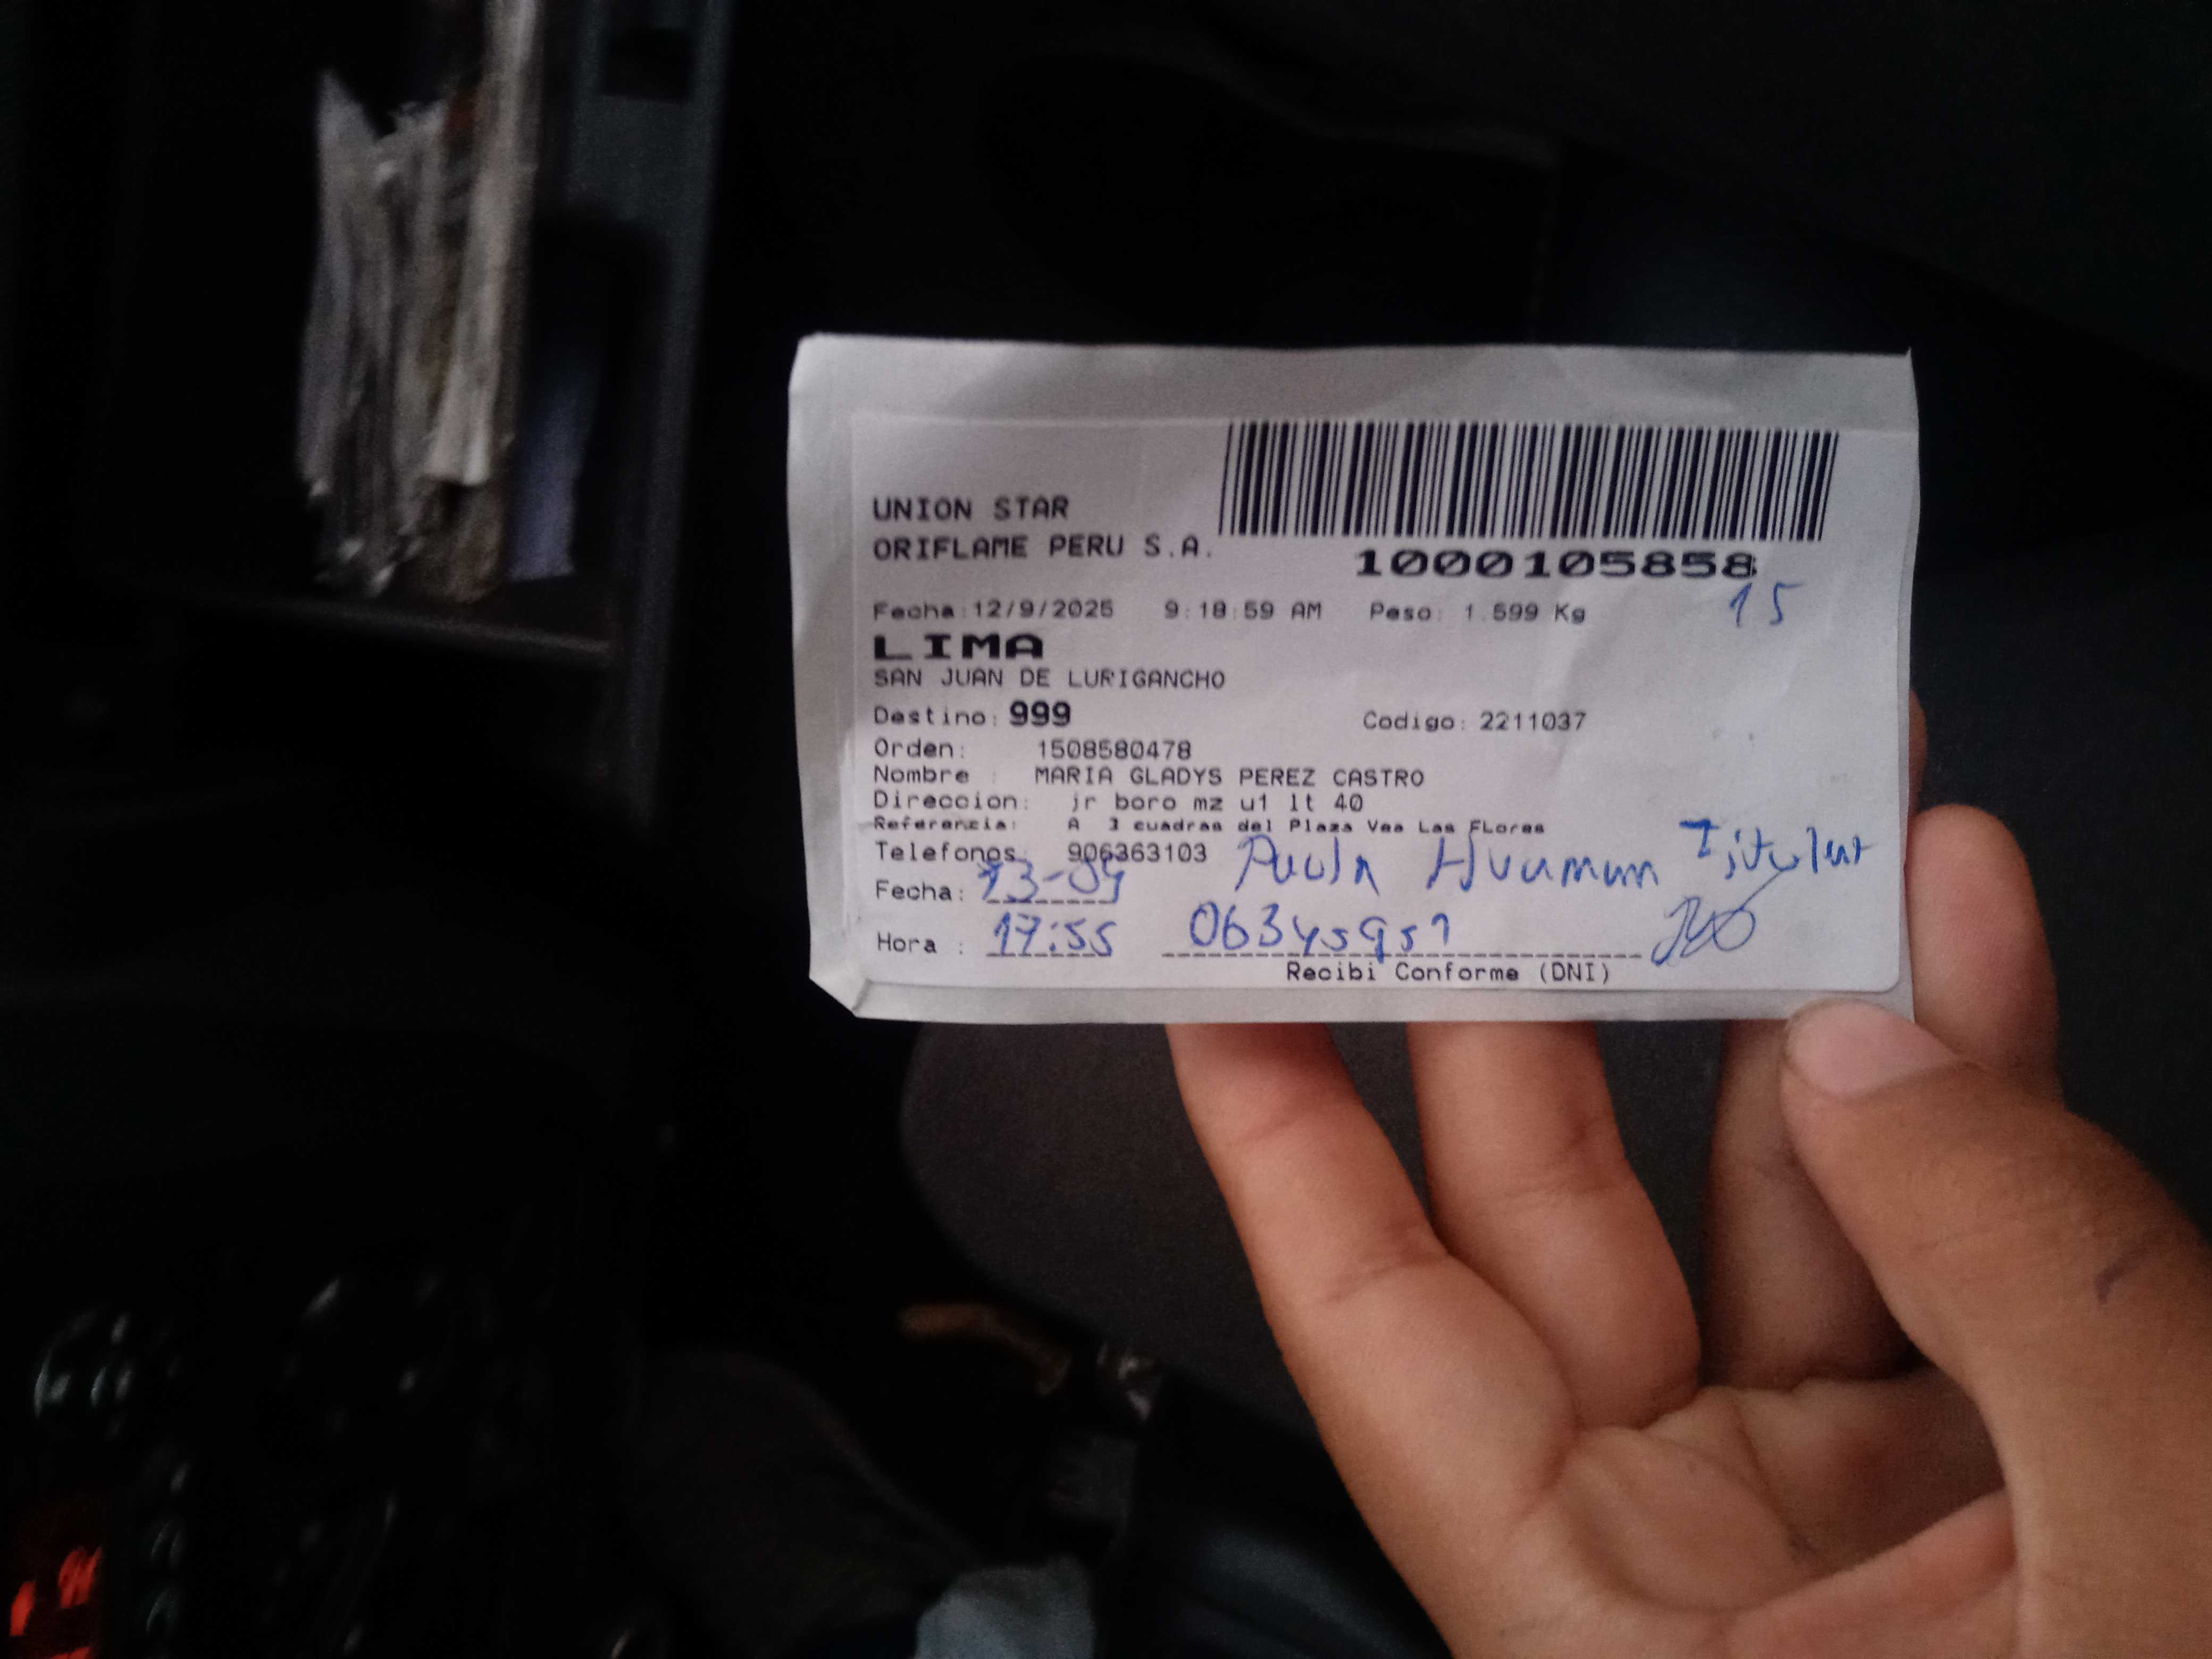 UNION STAR
ORIFLAME PERU S.A.
1000105858
15
Fecha:12/9/2025 9:18:59 AM Peso: 1.599 Kg
LIMA
SAN JUAN DE LURIGANCHO
Destino: 999 Codigo: 2211037
Orden: 1508580478
Nombre : MARIA GLADYS PEREZ CASTRO
Direccion: jr boro mz u1 lt 40
Referencia: A 3 cuadras del Plaza Vea Las FLores
Telefonos 906363103
Huaman Titular
Fecha: 13-09
Hora : 17:55 06345951
Recibi Conforme (DNI)